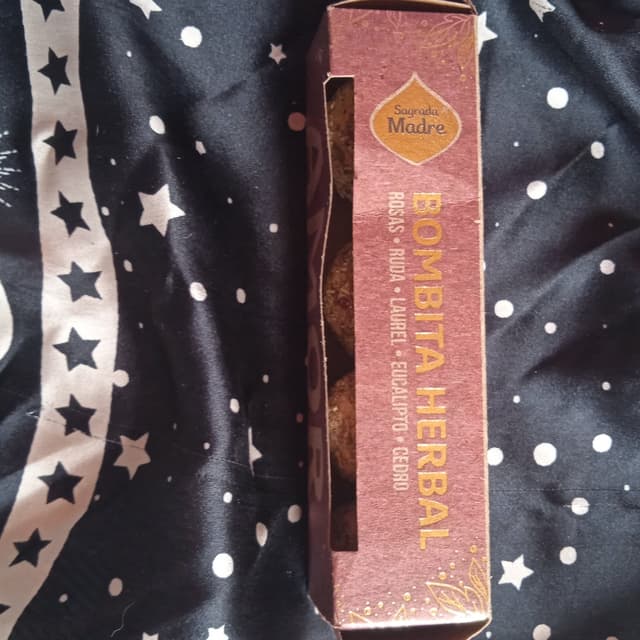 Sagrada
Madre
BOMBITA HERBAL
ROSAS • RUDA • LAUREL • EUCALIPTO • CEDRO